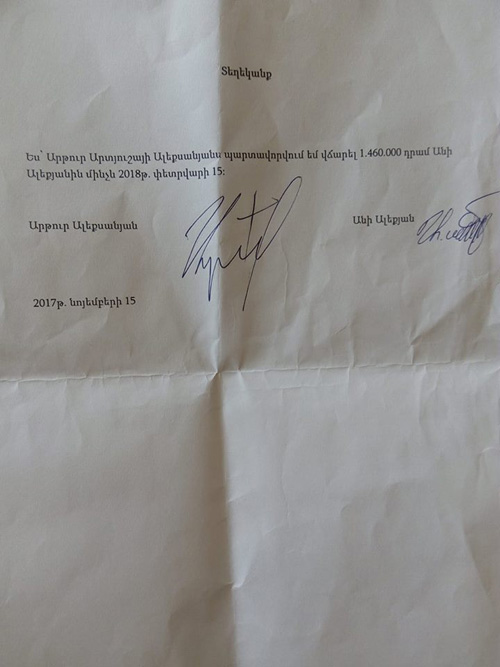 Տեղեկանք
Ես՝ Արթուր Արտյուշայի Ալեքսանյանս պարտավորվում եմ վճարել 1.460.000 դրամ Անի
Ալեքյանին մինչև 2018թ. փետրվարի 15:
Արթուր Ալեքսանյան
Անի Ալեքյան
2017թ. նոյեմբերի 15